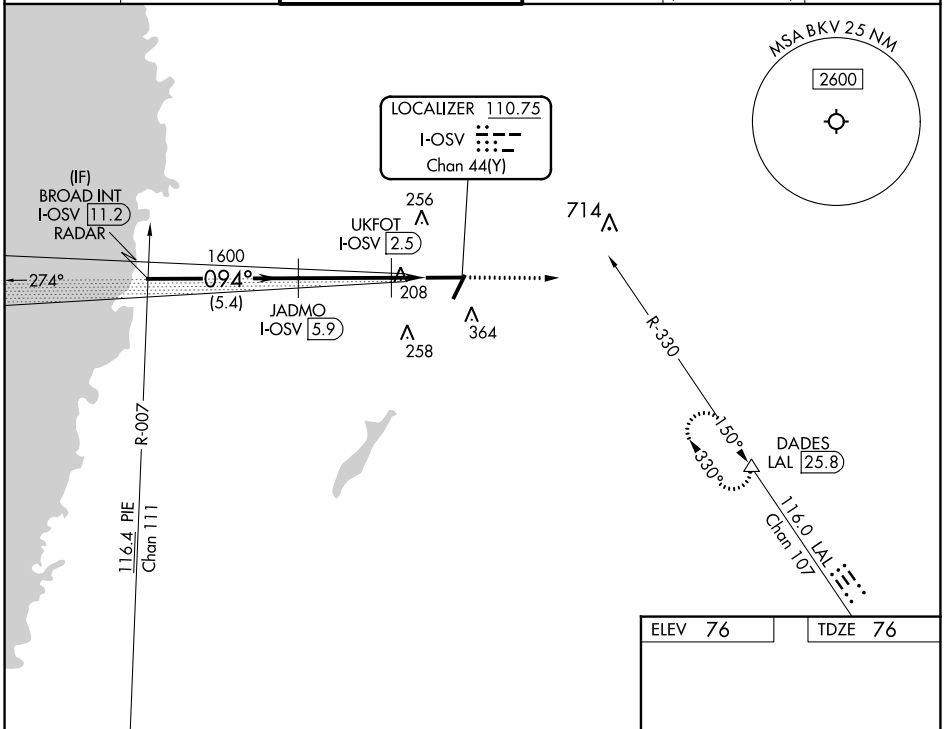 MSA BKV 25 NM
2600
LOCALIZER 110.75
I-OSV
Chan 44(Y)
(IF)
BROAD INT
I-OSV 11.2
RADAR
256
714
UKFOT
I-OSV 2.5
1600
274°
094°
(5.4)
208
JADMO
I-OSV 5.9
258
364
R-330
R-007
150°
330°
DADES
LAL 25.8
116.4 PIE
Chan 111
116.0 LAL
Chan 107
ELEV 76
TDZE 76